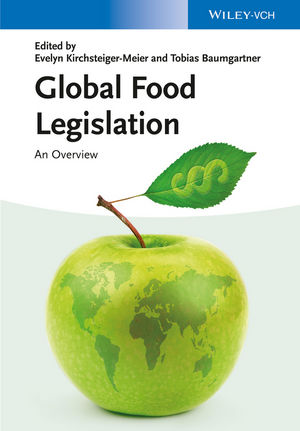 WILEY-VCH
Edited by
Evelyn Kirchsteiger-Meier and Tobias Baumgartner
Global Food
Legislation
An Overview
§§